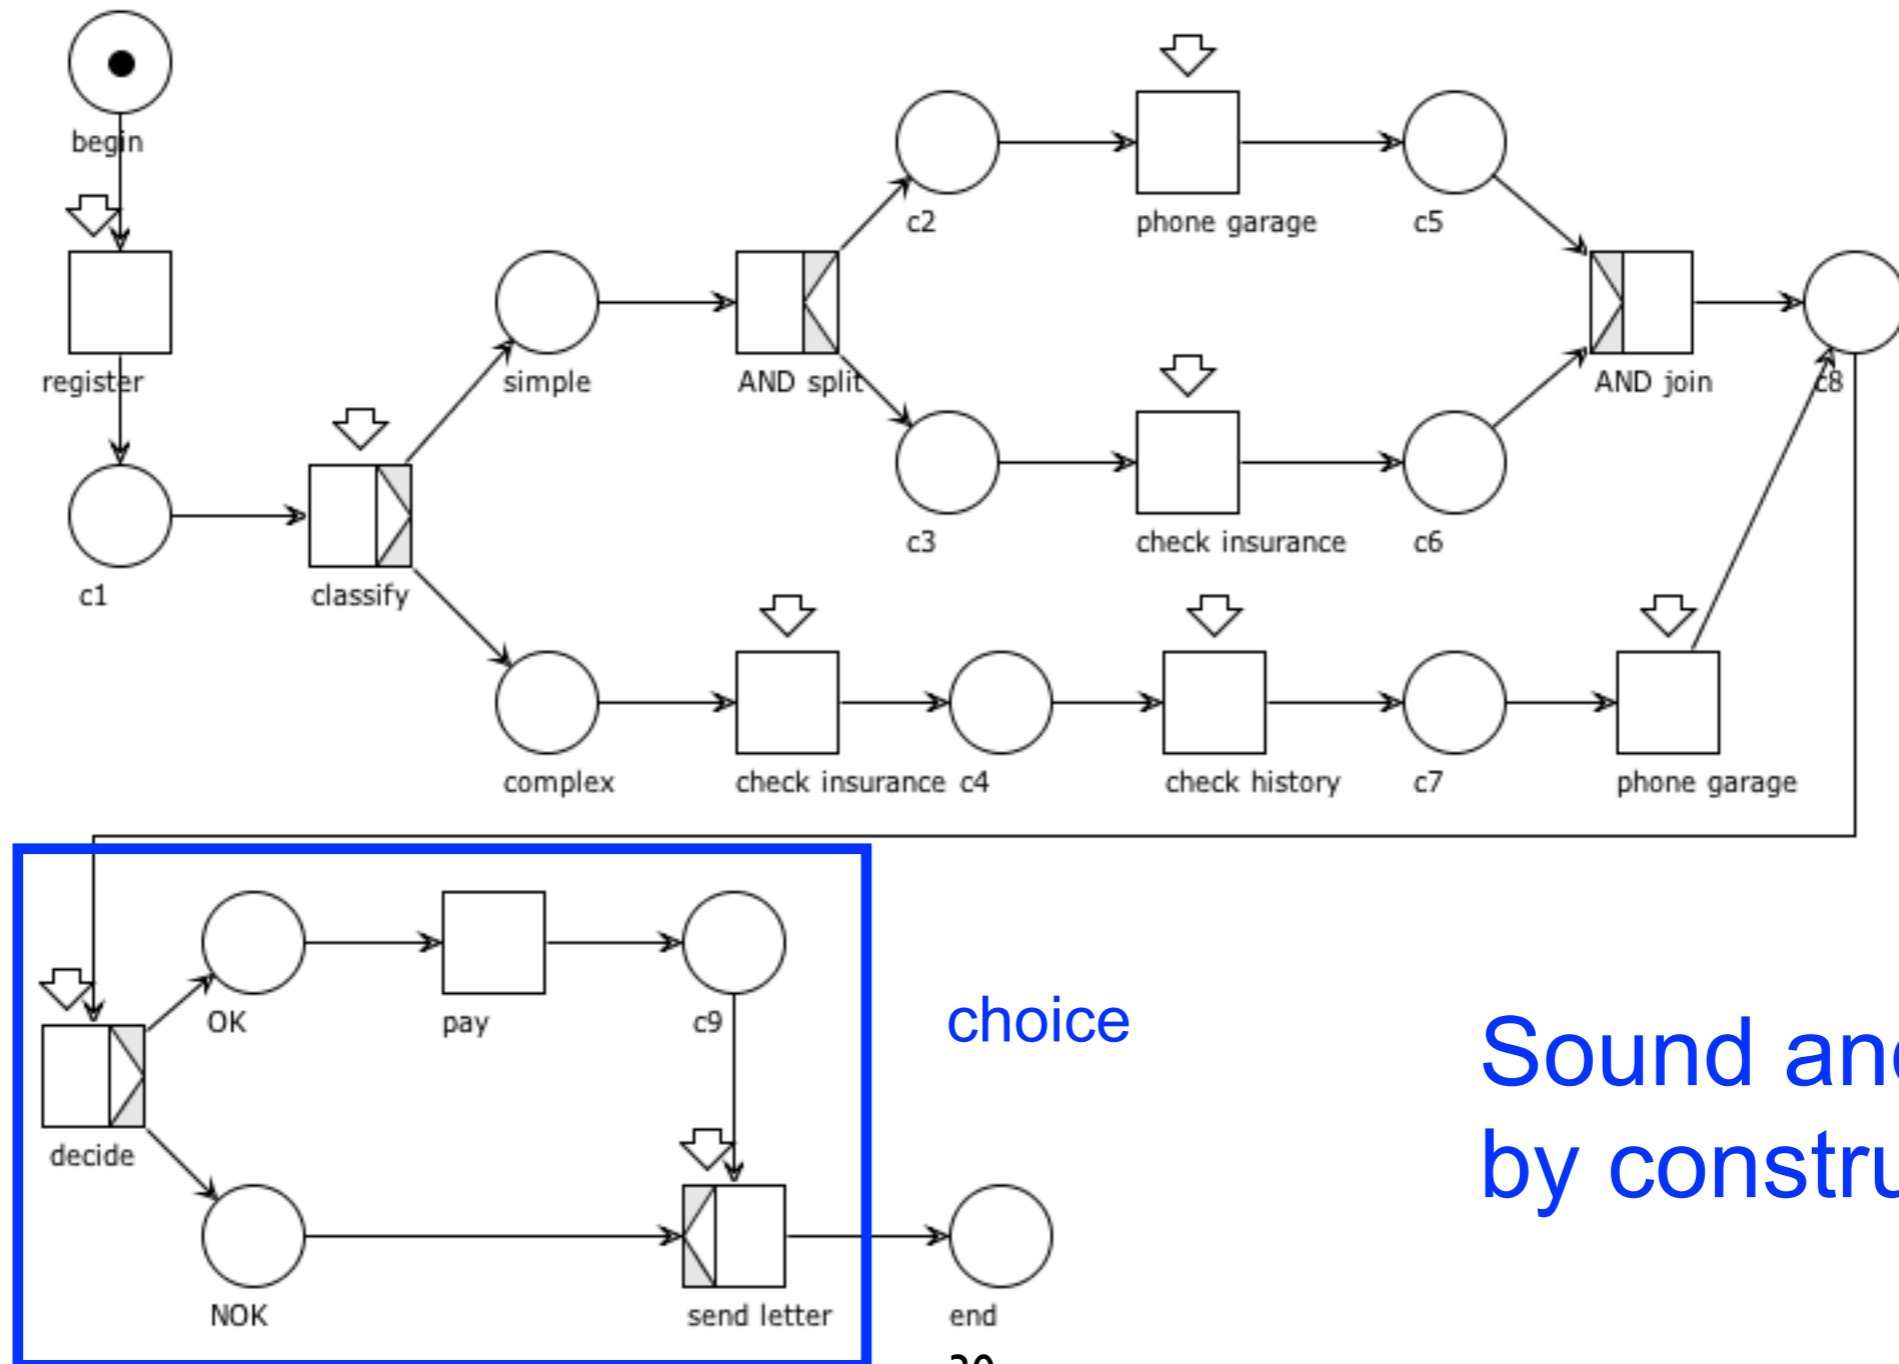 begin
c2
phone garage
c5
register
simple
AND split
AND join
c8
c1
classify
c3
check insurance
c6
complex
check insurance
c4
check history
c7
phone garage
OK
pay
c9
choice
Sound
by
decide
NOK
send letter
end